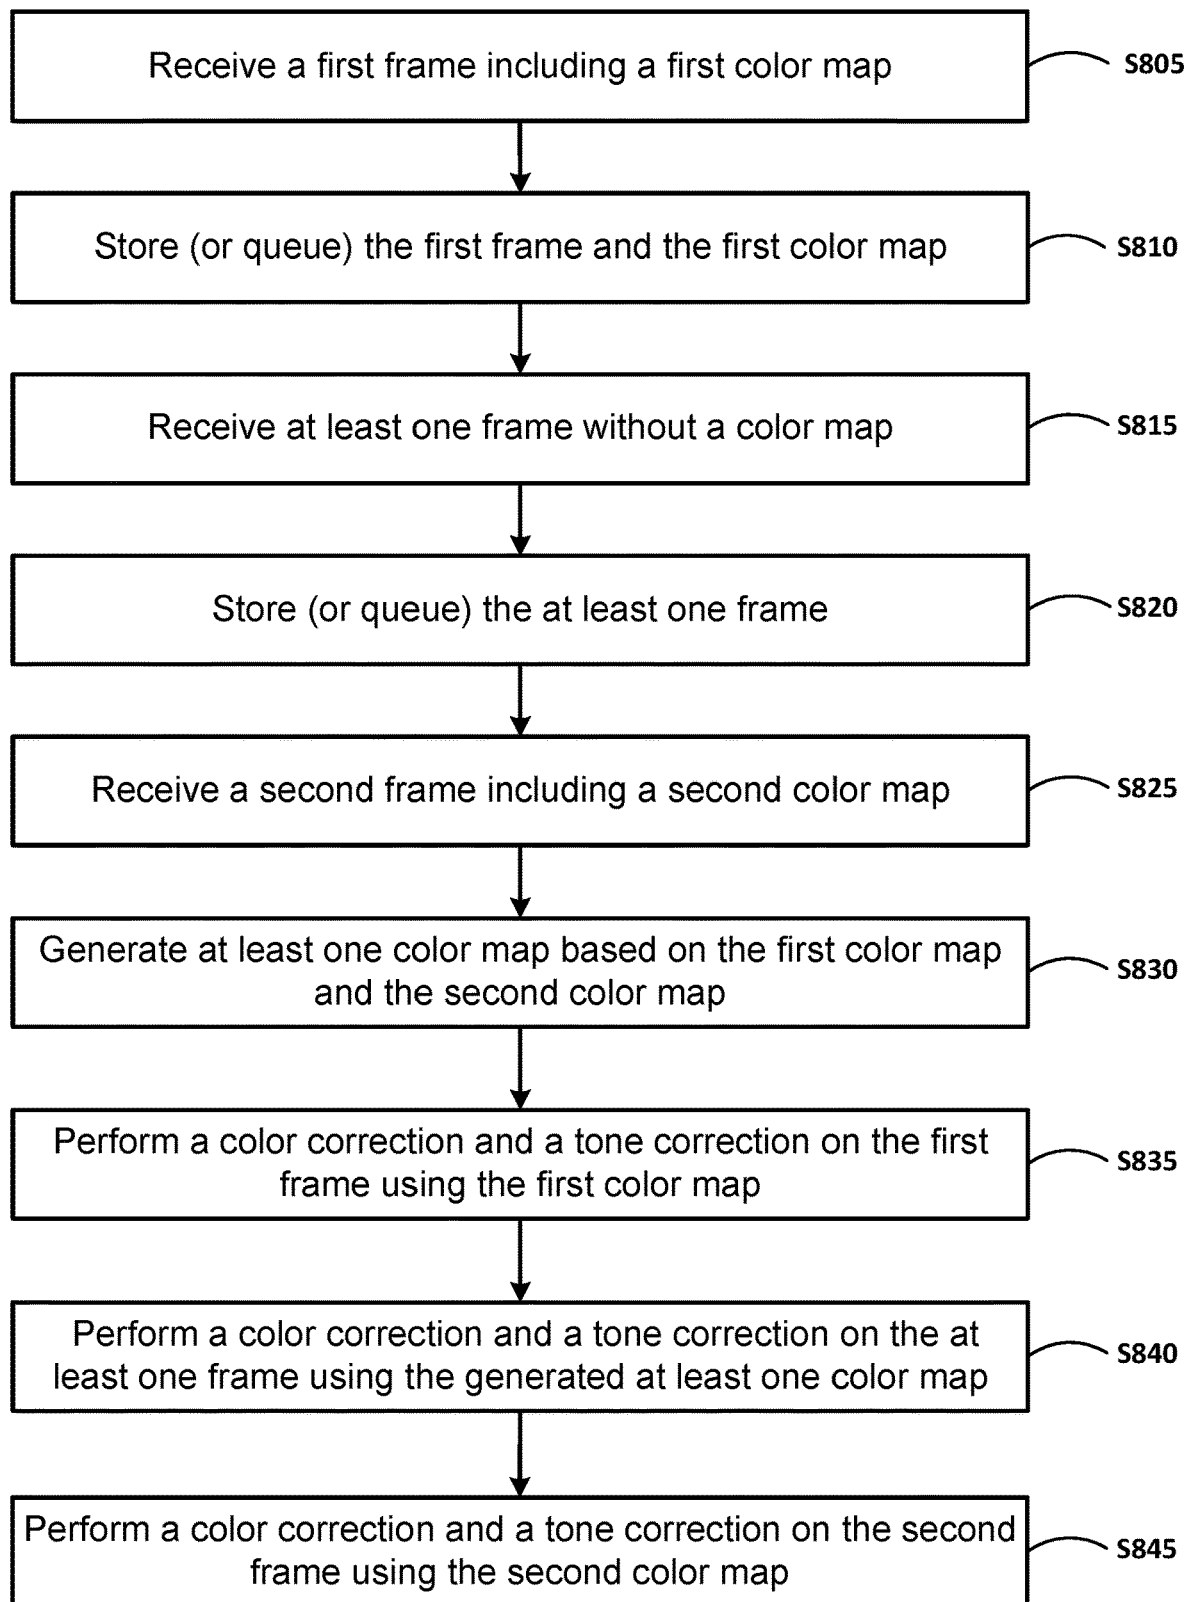 Receive a first frame including a first color map
S805
Store (or queue) the first frame and the first color map
S810
Receive at least one frame without a color map
S815
Store (or queue) the at least one frame
S820
Receive a second frame including a second color map
S825
Generate at least one color map based on the first color map
and the second color map
S830
Perform a color correction and a tone correction on the first
frame using the first color map
S835
Perform a color correction and a tone correction on the at
least one frame using the generated at least one color map
S840
Perform a color correction and a tone correction on the second
frame using the second color map
S845